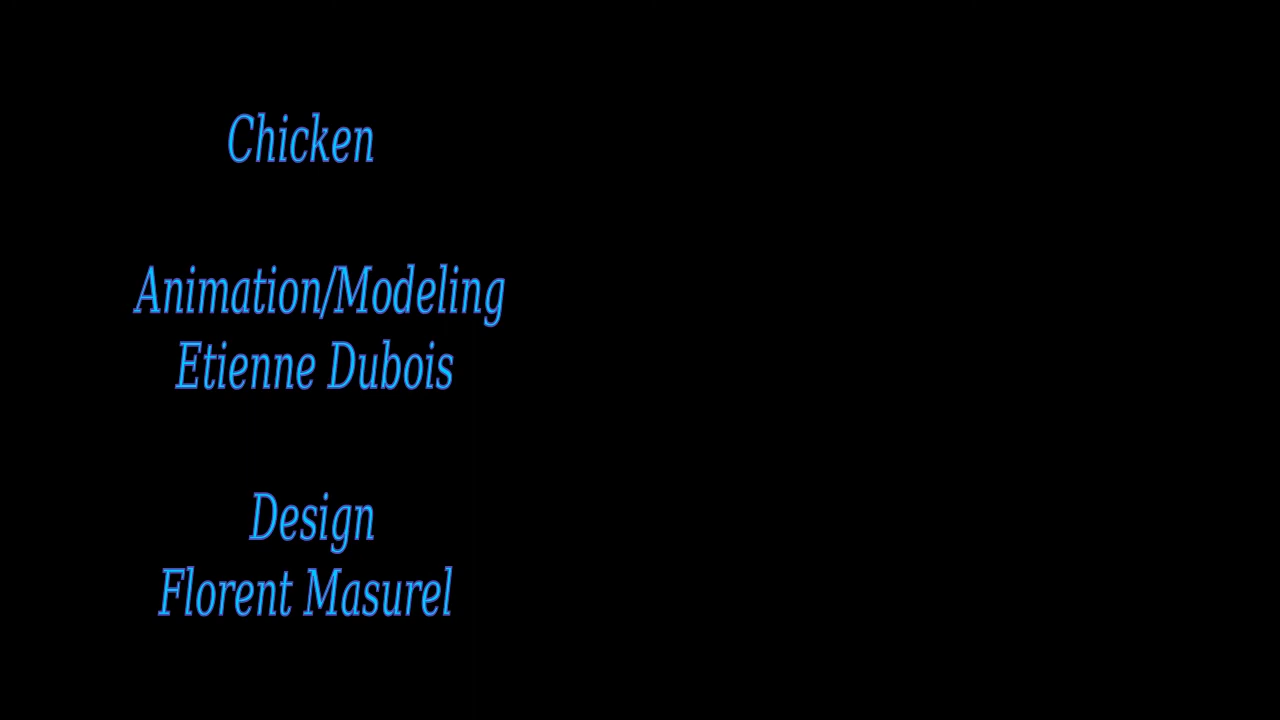 Chicken
Animation/Modeling
Etienne Dubois
Design
Florent Masurel